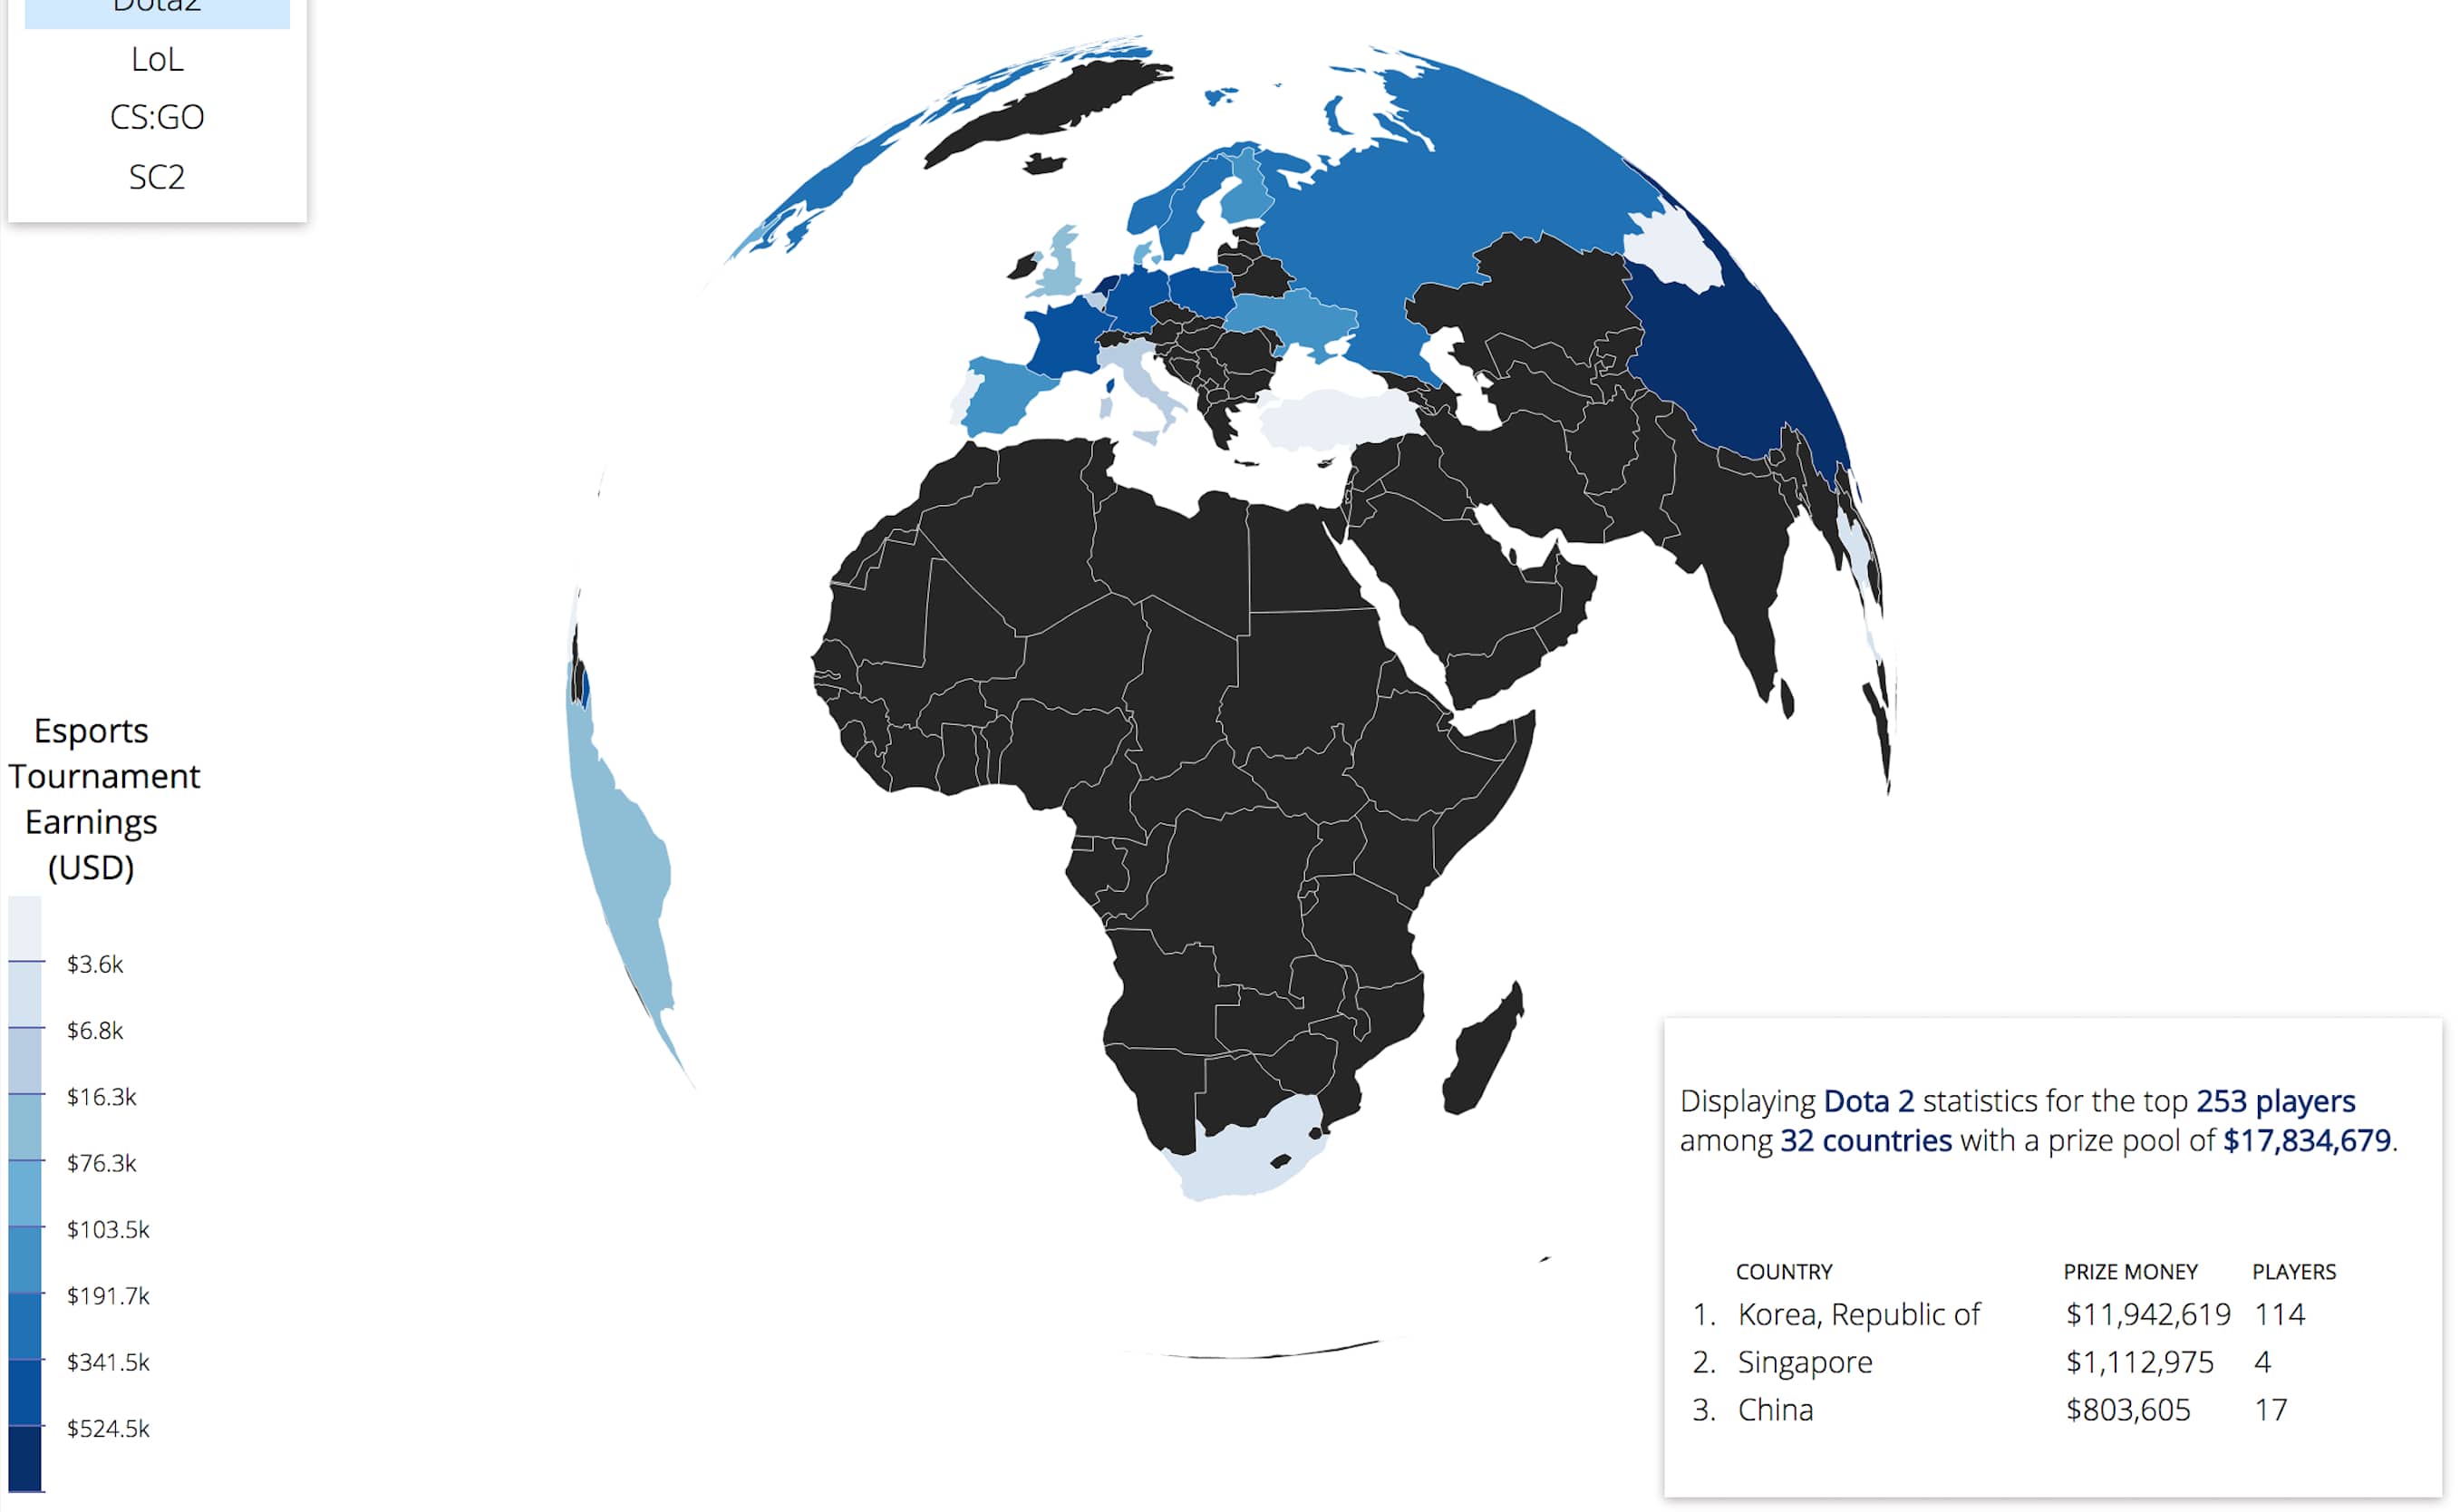 Dota2
LoL
CS:GO
SC2
Esports
Tournament
Earnings
(USD)
$3.6k
$6.8k
$16.3k
$76.3k
$103.5k
$191.7k
$341.5k
$524.5k
Displaying Dota 2 statistics for the top 253 players
among 32 countries with a prize pool of $17,834,679.
COUNTRY PRIZE MONEY PLAYERS
1. Korea, Republic of $11,942,619 114
2. Singapore $1,112,975 4
3. China $803,605 17